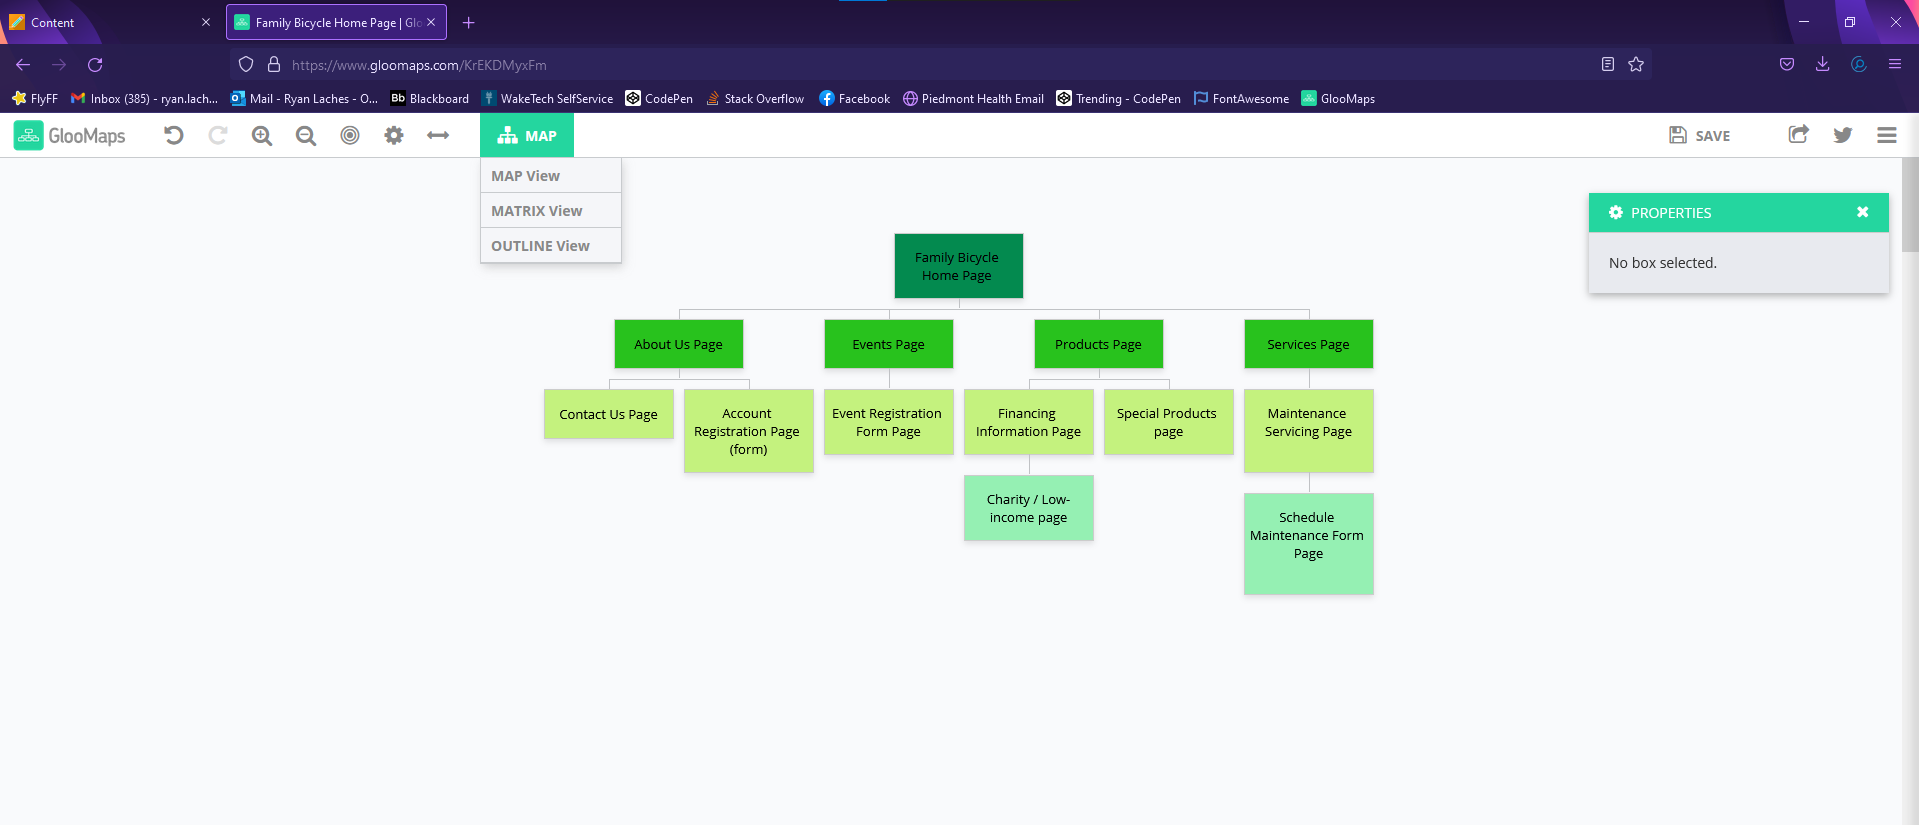 Content
Family Bicycle Home Page | Glo
https://www.gloomaps.com/KrEKDMyxFm
FlyFF
Inbox (385) - ryan.lach...
Mail - Ryan Laches - O...
Bb Blackboard
WakeTech SelfService
CodePen
Stack Overflow
Facebook
Piedmont Health Email
Trending - CodePen
FontAwesome
GlooMaps
GlooMaps
MAP
SAVE
MAP View
MATRIX View
OUTLINE View
PROPERTIES
No box selected.
Family Bicycle
Home Page
About Us Page
Events Page
Products Page
Services Page
Contact Us Page
Account
Registration Page
(form)
Event Registration
Form Page
Financing
Information Page
Special Products
page
Maintenance
Servicing Page
Charity / Low-
income page
Schedule
Maintenance Form
Page